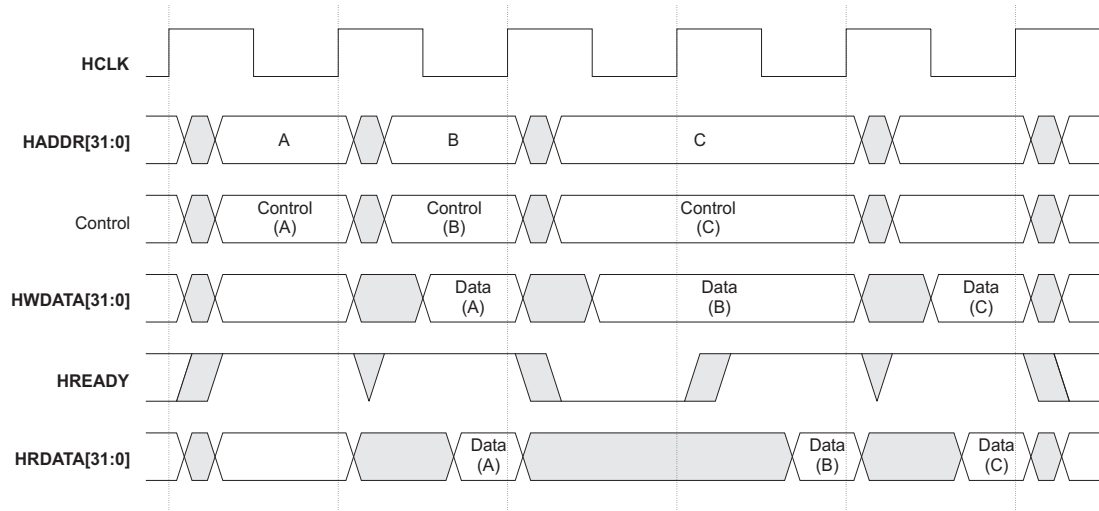 HCLK
HADDR[31:0]
A
B
C
Control
Control
(A)
Control
(B)
Control
(C)
HWDATA[31:0]
Data
(A)
Data
(B)
Data
(C)
HREADY
HRDATA[31:0]
Data
(A)
Data
(B)
Data
(C)